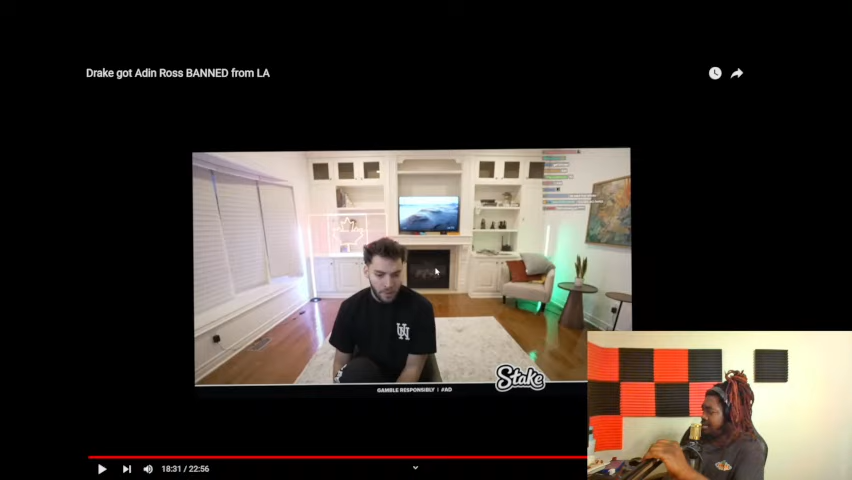 Drake got Adin Ross BANNED from LA
Stake
GAMBLE RESPONSIBLY | #AD
18:31 / 22:56